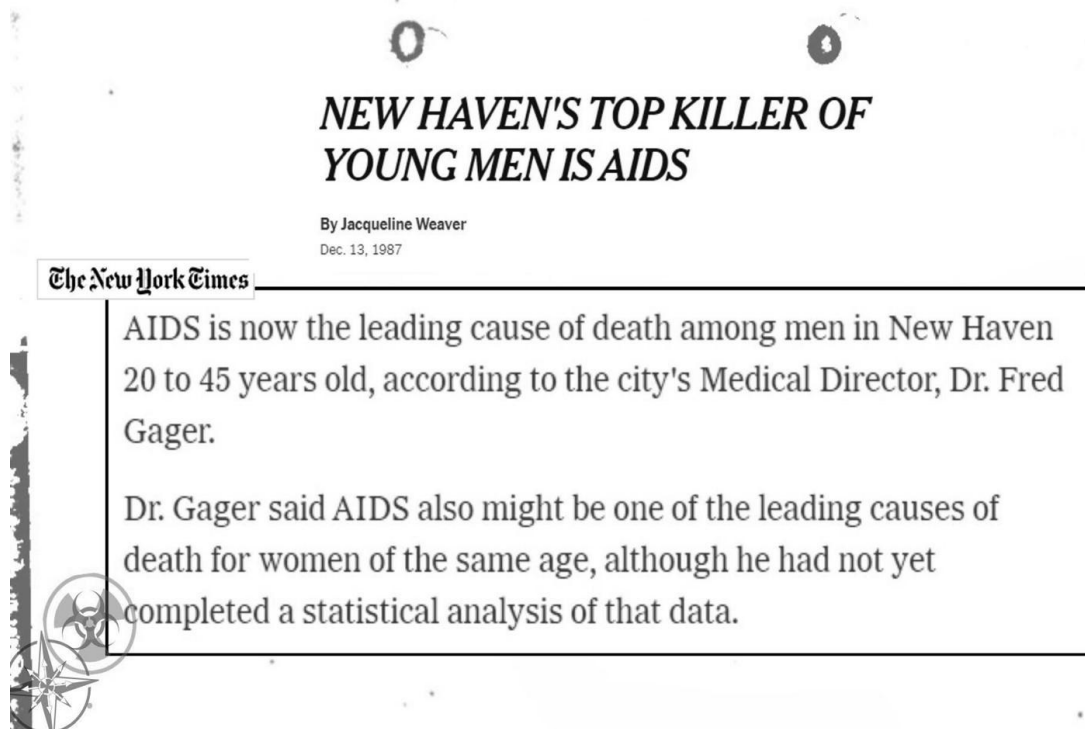 NEW HAVEN'S TOP KILLER OF
YOUNG MEN IS AIDS
By Jacqueline Weaver
Dec. 13, 1987
The New York Times
AIDS is now the leading cause of death among men in New Haven
20 to 45 years old, according to the city's Medical Director, Dr. Fred
Gager.
Dr. Gager said AIDS also might be one of the leading causes of
death for women of the same age, although he had not yet
completed a statistical analysis of that data.